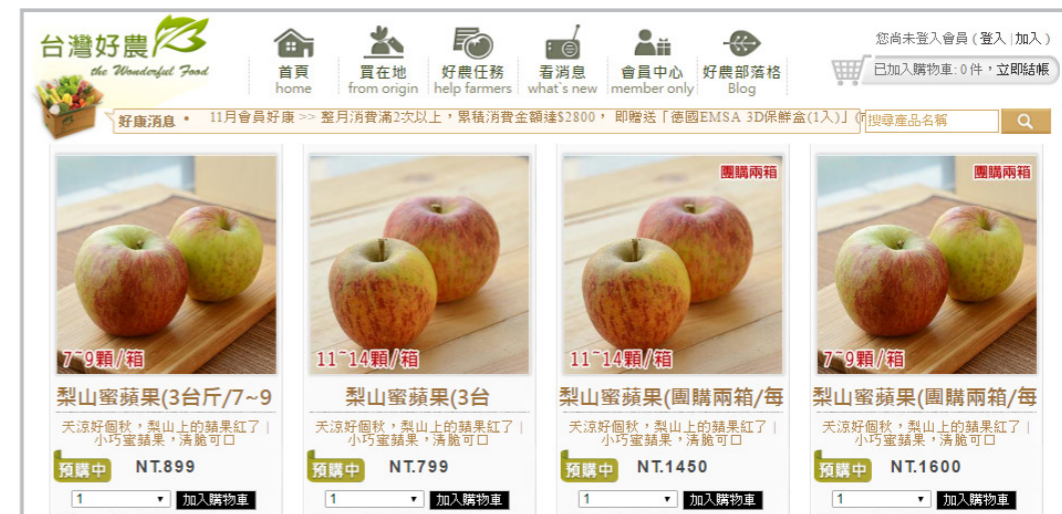 台灣好農
the Wonderful Food
首頁
home
買在地
from origin
好農任務
help farmers
看消息
what's new
會員中心
member only
好農部落格
Blog
您尚未登入會員 ( 登入 | 加入 )
已加入購物車: 0 件，立即結帳
好康消息 •
11月會員好康 >> 整月消費滿2次以上，累積消費金額達$2800， 即贈送「德國EMSA 3D保鮮盒(1入)」
搜尋產品名稱
7~9顆/箱
梨山蜜蘋果(3台斤/7~9
天涼好個秋，梨山上的蘋果紅了 |
小巧蜜蘋果，清脆可口
預購中 NT.899
1 加入購物車
11~14顆/箱
梨山蜜蘋果(3台
天涼好個秋，梨山上的蘋果紅了 |
小巧蜜蘋果，清脆可口
預購中 NT.799
1 加入購物車
團購兩箱
11~14顆/箱
梨山蜜蘋果(團購兩箱/每
天涼好個秋，梨山上的蘋果紅了 |
小巧蜜蘋果，清脆可口
預購中 NT.1450
1 加入購物車
團購兩箱
7~9顆/箱
梨山蜜蘋果(團購兩箱/每
天涼好個秋，梨山上的蘋果紅了 |
小巧蜜蘋果，清脆可口
預購中 NT.1600
1 加入購物車